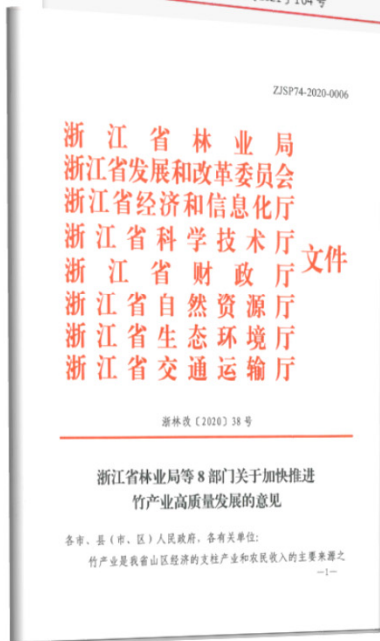 104 号
ZJSP74-2020-0006
浙江省林业局
浙江省发展和改革委员会
浙江省经济和信息化厅
浙江省科学技术厅
文件
浙江省财政厅
浙江省自然资源厅
浙江省生态环境厅
浙江省交通运输厅
浙林改〔2020〕38 号
浙江省林业局等 8 部门关于加快推进
竹产业高质量发展的意见
各市、县(市、区)人民政府，各有关单位:
竹产业是我省山区经济的支柱产业和农民收入的主要来源之
—1—